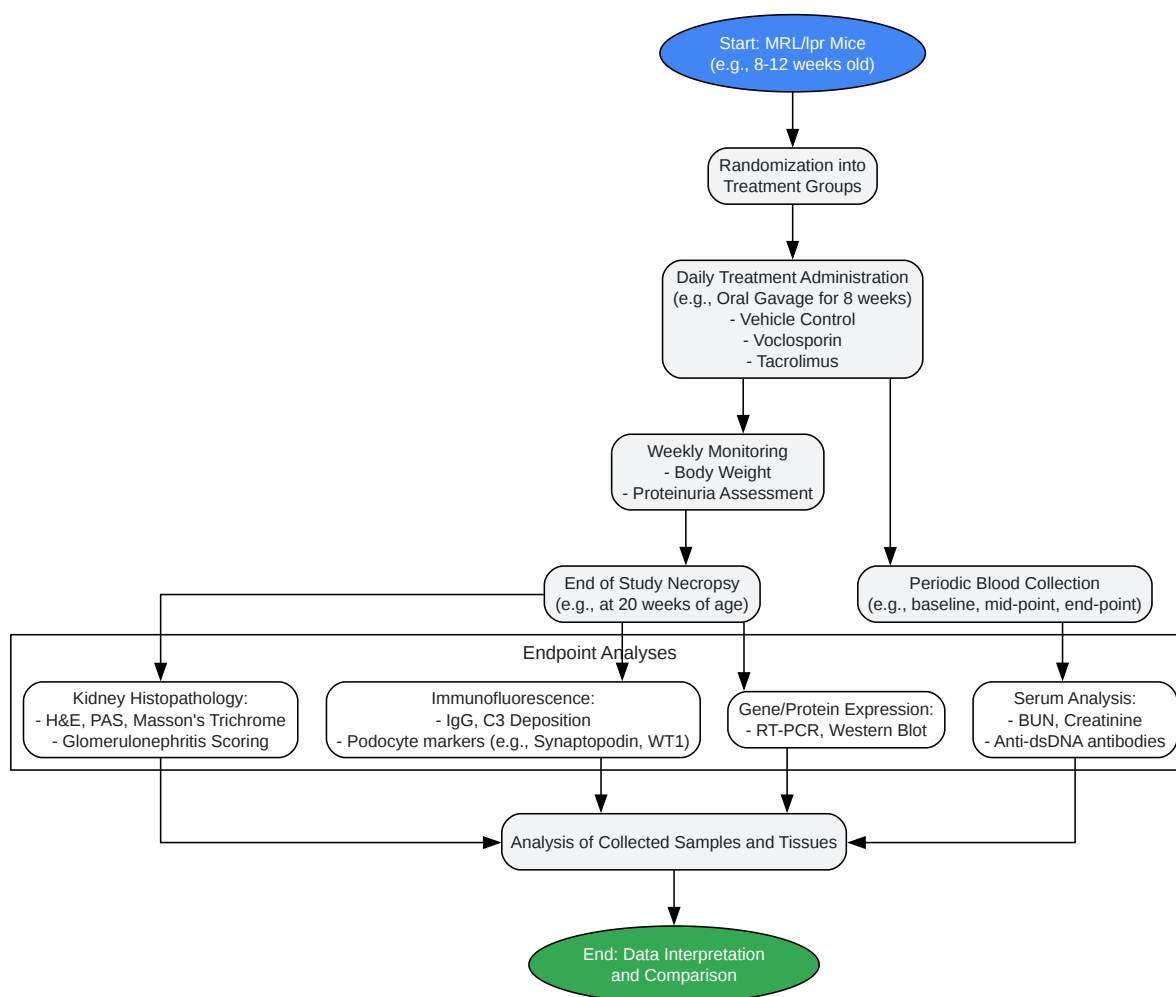 Start: MRL/lpr Mice
(e.g., 8-12 weeks old)
Randomization into
Treatment Groups
Daily Treatment Administration
(e.g., Oral Gavage for 8 weeks)
- Vehicle Control
- Voclosporin
- Tacrolimus
Weekly Monitoring
- Body Weight
- Proteinuria Assessment
End of Study Necropsy
(e.g., at 20 weeks of age)
Periodic Blood Collection
(e.g., baseline, mid-point, end-point)
Endpoint Analyses
Kidney Histopathology:
- H&E, PAS, Masson's Trichrome
- Glomerulonephritis Scoring
Immunofluorescence:
- IgG, C3 Deposition
- Podocyte markers (e.g., Synaptopodin, WT1)
Gene/Protein Expression:
- RT-PCR, Western Blot
Serum Analysis:
- BUN, Creatinine
- Anti-dsDNA antibodies
Analysis of Collected Samples and Tissues
End: Data Interpretation
and Comparison